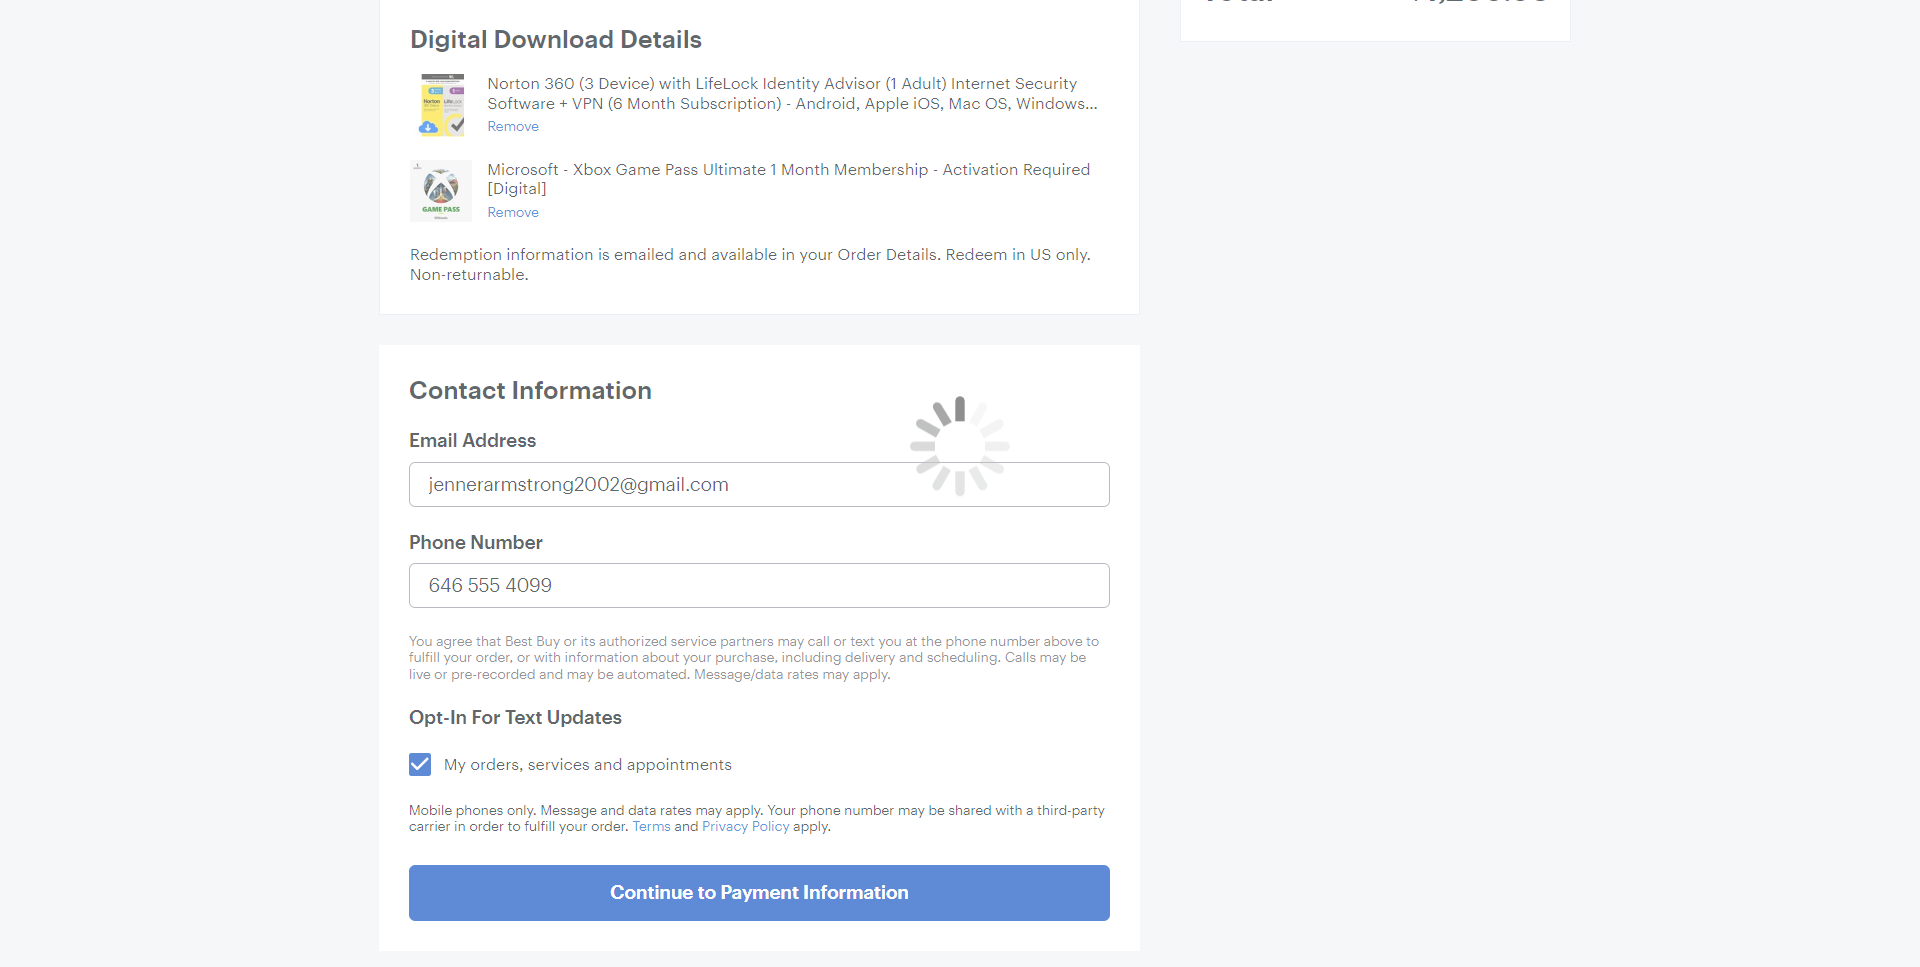 Digital Download Details
Norton 360 (3 Device) with LifeLock Identity Advisor (1 Adult) Internet Security
Software + VPN (6 Month Subscription) - Android, Apple iOS, Mac OS, Windows...
Remove
Microsoft - Xbox Game Pass Ultimate 1 Month Membership - Activation Required
[Digital]
Remove
Redemption information is emailed and available in your Order Details. Redeem in US only.
Non-returnable.
Norton
LifeLock
GAME PASS
Contact Information
Email Address
jennerarmstrong2002@gmail.com
Phone Number
646 555 4099
You agree that Best Buy or its authorized service partners may call or text you at the phone number above to
fulfill your order, or with information about your purchase, including delivery and scheduling. Calls may be
live or pre-recorded and may be automated. Message/data rates may apply.
Opt-In For Text Updates
My orders, services and appointments
Mobile phones only. Message and data rates may apply. Your phone number may be shared with a third-party
carrier in order to fulfill your order. Terms and Privacy Policy apply.
Continue to Payment Information